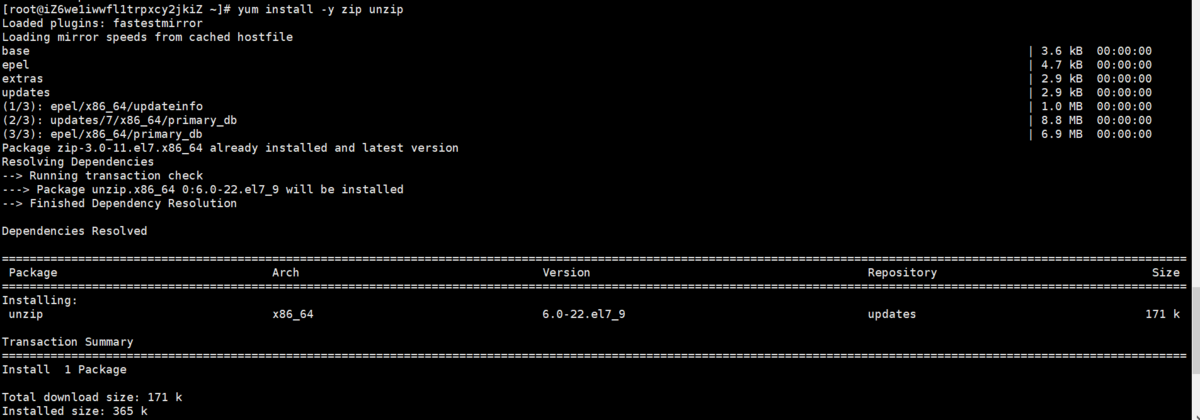 [root@iZ6we1iwwfl1trpxcy2jkiZ ~]# yum install -y zip unzip
Loaded plugins: fastestmirror
Loading mirror speeds from cached hostfile
base | 3.6 kB 00:00:00
epel | 4.7 kB 00:00:00
extras | 2.9 kB 00:00:00
updates | 2.9 kB 00:00:00
(1/3): epel/x86_64/updateinfo | 1.0 MB 00:00:00
(2/3): updates/7/x86_64/primary_db | 8.8 MB 00:00:00
(3/3): epel/x86_64/primary_db | 6.9 MB 00:00:00
Package zip-3.0-11.el7.x86_64 already installed and latest version
Resolving Dependencies
--> Running transaction check
---> Package unzip.x86_64 0:6.0-22.el7_9 will be installed
--> Finished Dependency Resolution
Dependencies Resolved
Package Arch Version Repository Size
Installing:
unzip x86_64 6.0-22.el7_9 updates 171 k
Transaction Summary
Install 1 Package
Total download size: 171 k
Installed size: 365 k